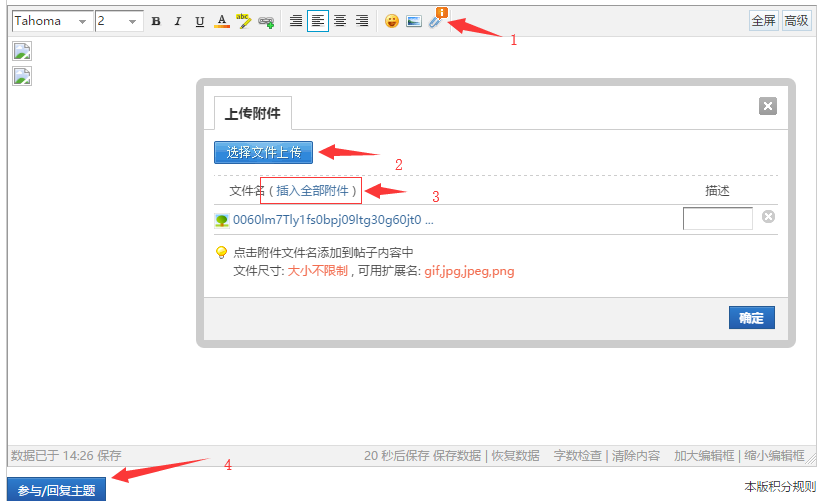 Tahoma 2 B I U A abc 全屏 高级
1
上传附件
选择文件上传
2
文件名 ( 插入全部附件 ) 描述
3
0060lm7Tly1fs0bpj09ltg30g60jt0 ...
点击附件文件名添加到帖子内容中
文件尺寸: 大小不限制 , 可用扩展名: gif,jpg,jpeg,png
确定
数据已于 14:26 保存 20 秒后保存 保存数据 | 恢复数据 字数检查 | 清除内容 加大编辑框 | 缩小编辑框
4
参与/回复主题 本版积分规则